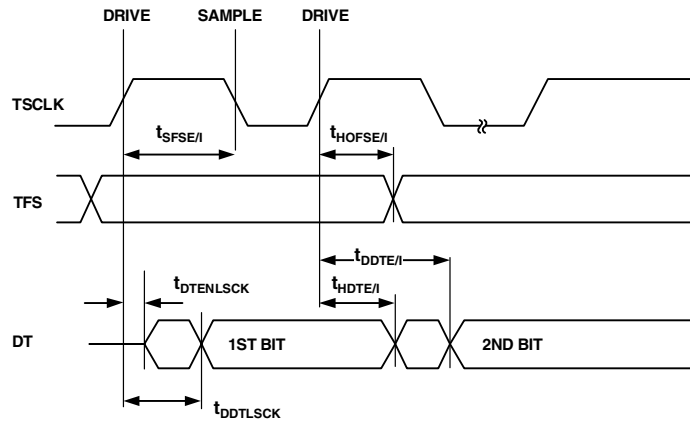 DRIVE SAMPLE DRIVE
TSCLK
tSFSE/I
tHOFSE/I
TFS
tDDTE/I
tDTENLSCK
tHDTE/I
DT
1ST BIT
2ND BIT
tDDTLSCK